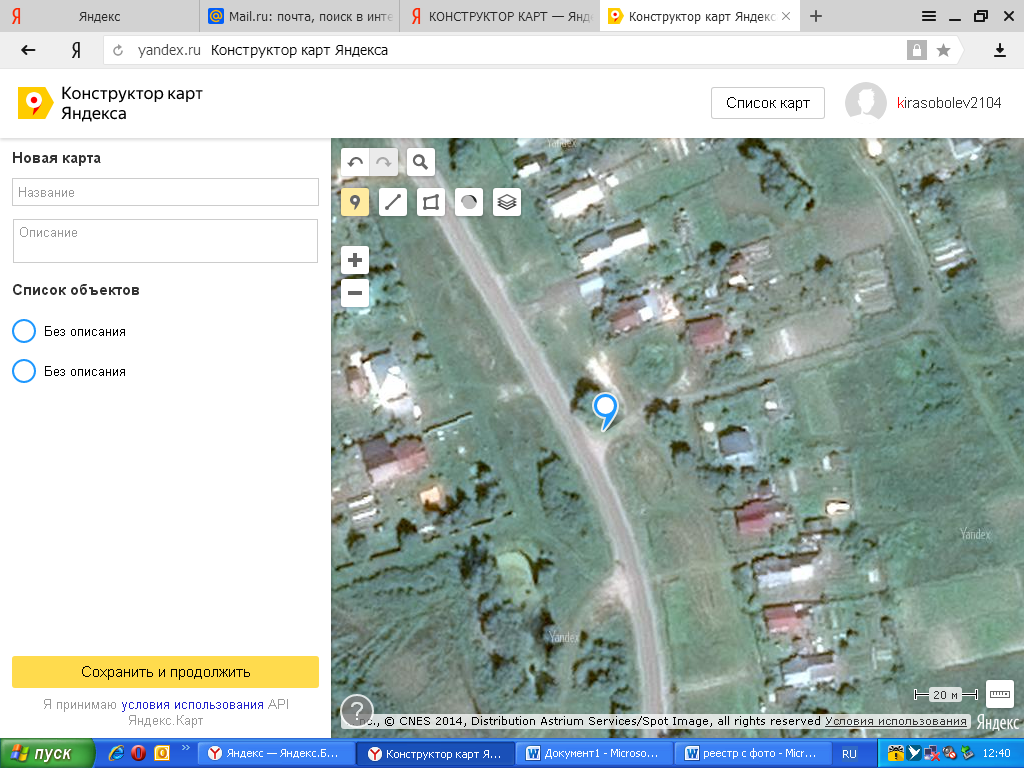 Яндекс
Mail.ru: почта, поиск в инте
КОНСТРУКТОР КАРТ — Янд
Конструктор карт Яндекс
yandex.ru Конструктор карт Яндекса
Конструктор карт
Яндекса
Список карт
kirasobolev2104
Новая карта
Название
Описание
Список объектов
Без описания
Без описания
Сохранить и продолжить
Я принимаю условия использования API
Яндекс.Карт
Yandex
Yandex
Yandex
20 м
?
© CNES 2014, Distribution Astrium Services/Spot Image, all rights reserved Условия использования
Яндекс
пуск
Яндекс — Яндекс.Б...
Конструктор карт Я...
Документ1 - Microso...
реестр с фото - Micr...
RU
12:40